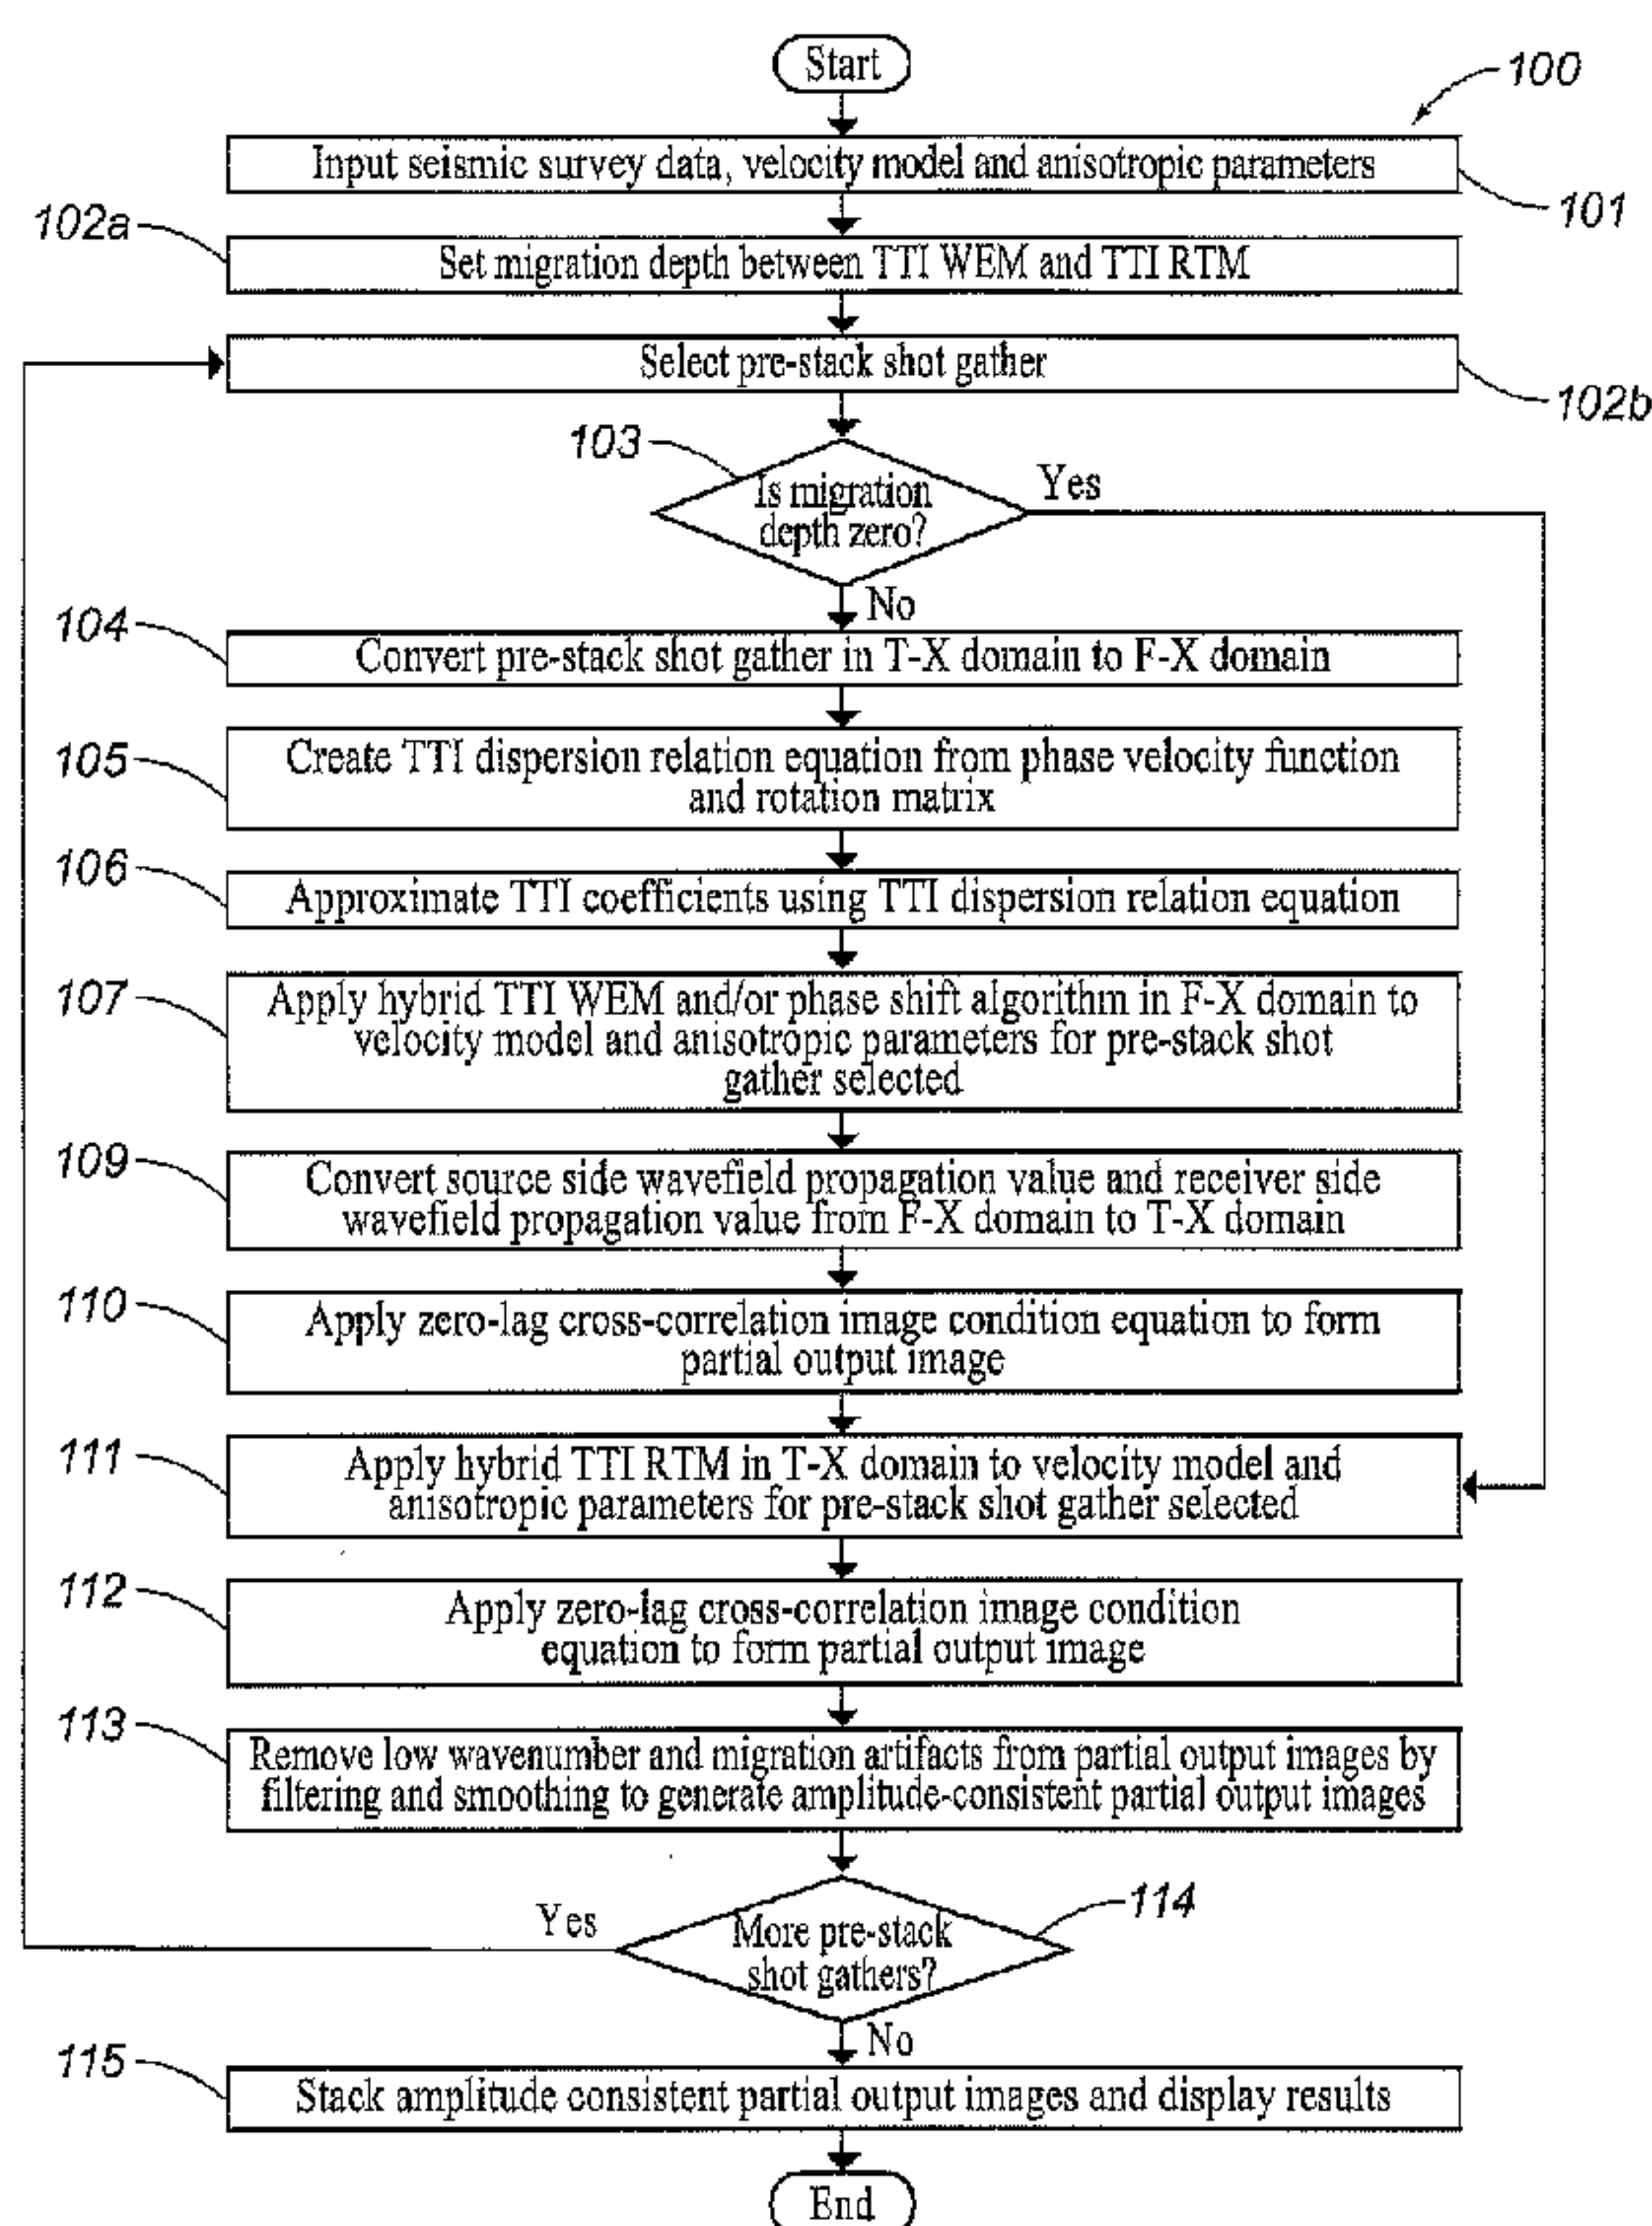 Start
100
Input seismic survey data, velocity model and anisotropic parameters
101
102a
Set migration depth between TTI WEM and TTI RTM
Select pre-stack shot gather
102b
103
Is migration
depth zero?
Yes
No
104
Convert pre-stack shot gather in T-X domain to F-X domain
105
Create TTI dispersion relation equation from phase velocity function
and rotation matrix
106
Approximate TTI coefficients using TTI dispersion relation equation
107
Apply hybrid TTI WEM and/or phase shift algorithm in F-X domain to
velocity model and anisotropic parameters for pre-stack shot
gather selected
109
Convert source side wavefield propagation value and receiver side
wavefield propagation value from F-X domain to T-X domain
110
Apply zero-lag cross-correlation image condition equation to form
partial output image
111
Apply hybrid TTI RTM in T-X domain to velocity model and
anisotropic parameters for pre-stack shot gather selected
112
Apply zero-lag cross-correlation image condition
equation to form partial output image
113
Remove low wavenumber and migration artifacts from partial output images by
filtering and smoothing to generate amplitude-consistent partial output images
Yes
More pre-stack
shot gathers?
114
No
115
Stack amplitude consistent partial output images and display results
End